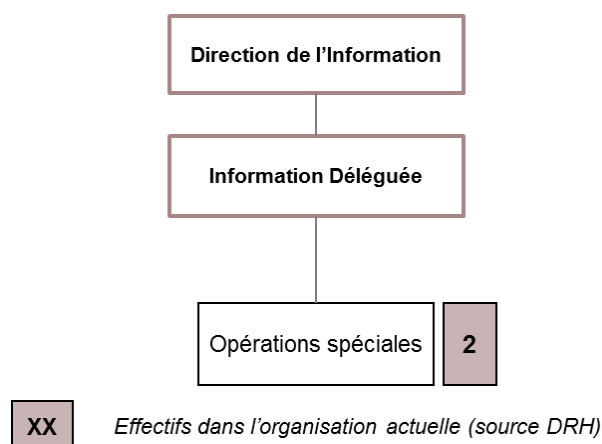 Direction de l’Information
Information Déléguée
Opérations spéciales 2
XX Effectifs dans l’organisation actuelle (source DRH)